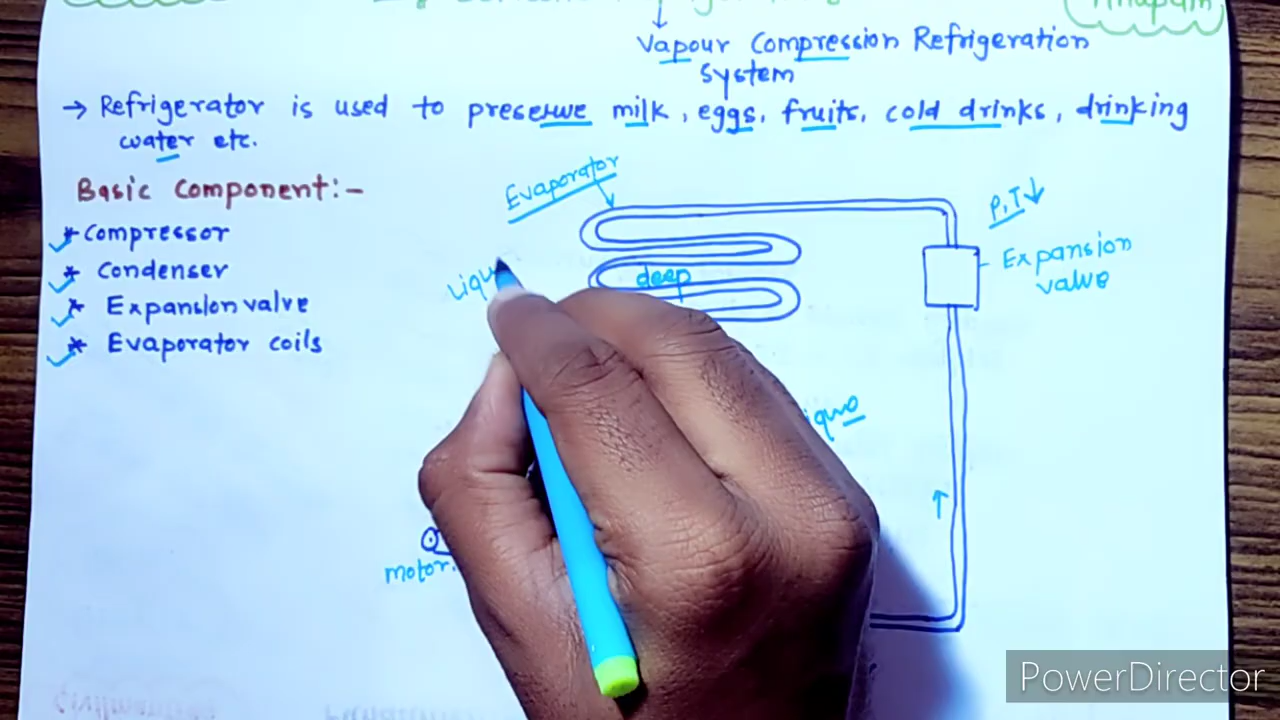 Vapour Compression Refrigeration
System
→ Refrigerator is used to preserve milk, eggs, fruits, cold drinks, drinking
water etc.
Basic Component:-
* Compressor
* Condenser
* Expansion valve
* Evaporator coils
Evaporator
P,T↓
Expansion
valve
deep
Liqu
motor.
PowerDirector